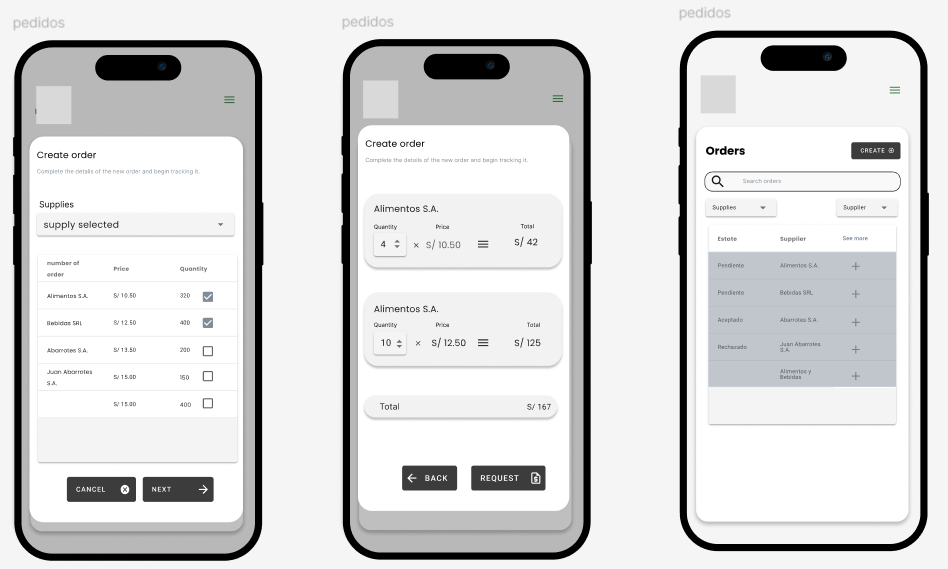 pedidos
Create order
Complete the details of the new order and begin tracking it.
Supplies
supply selected
number of order Price Quantity
Alimentos S.A. S/ 10.50 320
Bebidas SRL S/ 12.50 400
Abarrotes S.A. S/ 13.50 200
Juan Abarrotes S.A. S/ 15.00 150
S/ 15.00 400
CANCEL NEXT
pedidos
Create order
Complete the details of the new order and begin tracking it.
Alimentos S.A.
Quantity Price Total
4 × S/ 10.50 S/ 42
Alimentos S.A.
Quantity Price Total
10 × S/ 12.50 S/ 125
Total S/ 167
BACK REQUEST
pedidos
Orders CREATE
Search orders
Supplies Supplier
Estate Supplier See more
Pendiente Alimentos S.A. +
Pendiente Bebidas SRL +
Aceptado Abarrotes S.A. +
Rechazado Juan Abarrotes S.A. +
Alimentos y Bebidas +